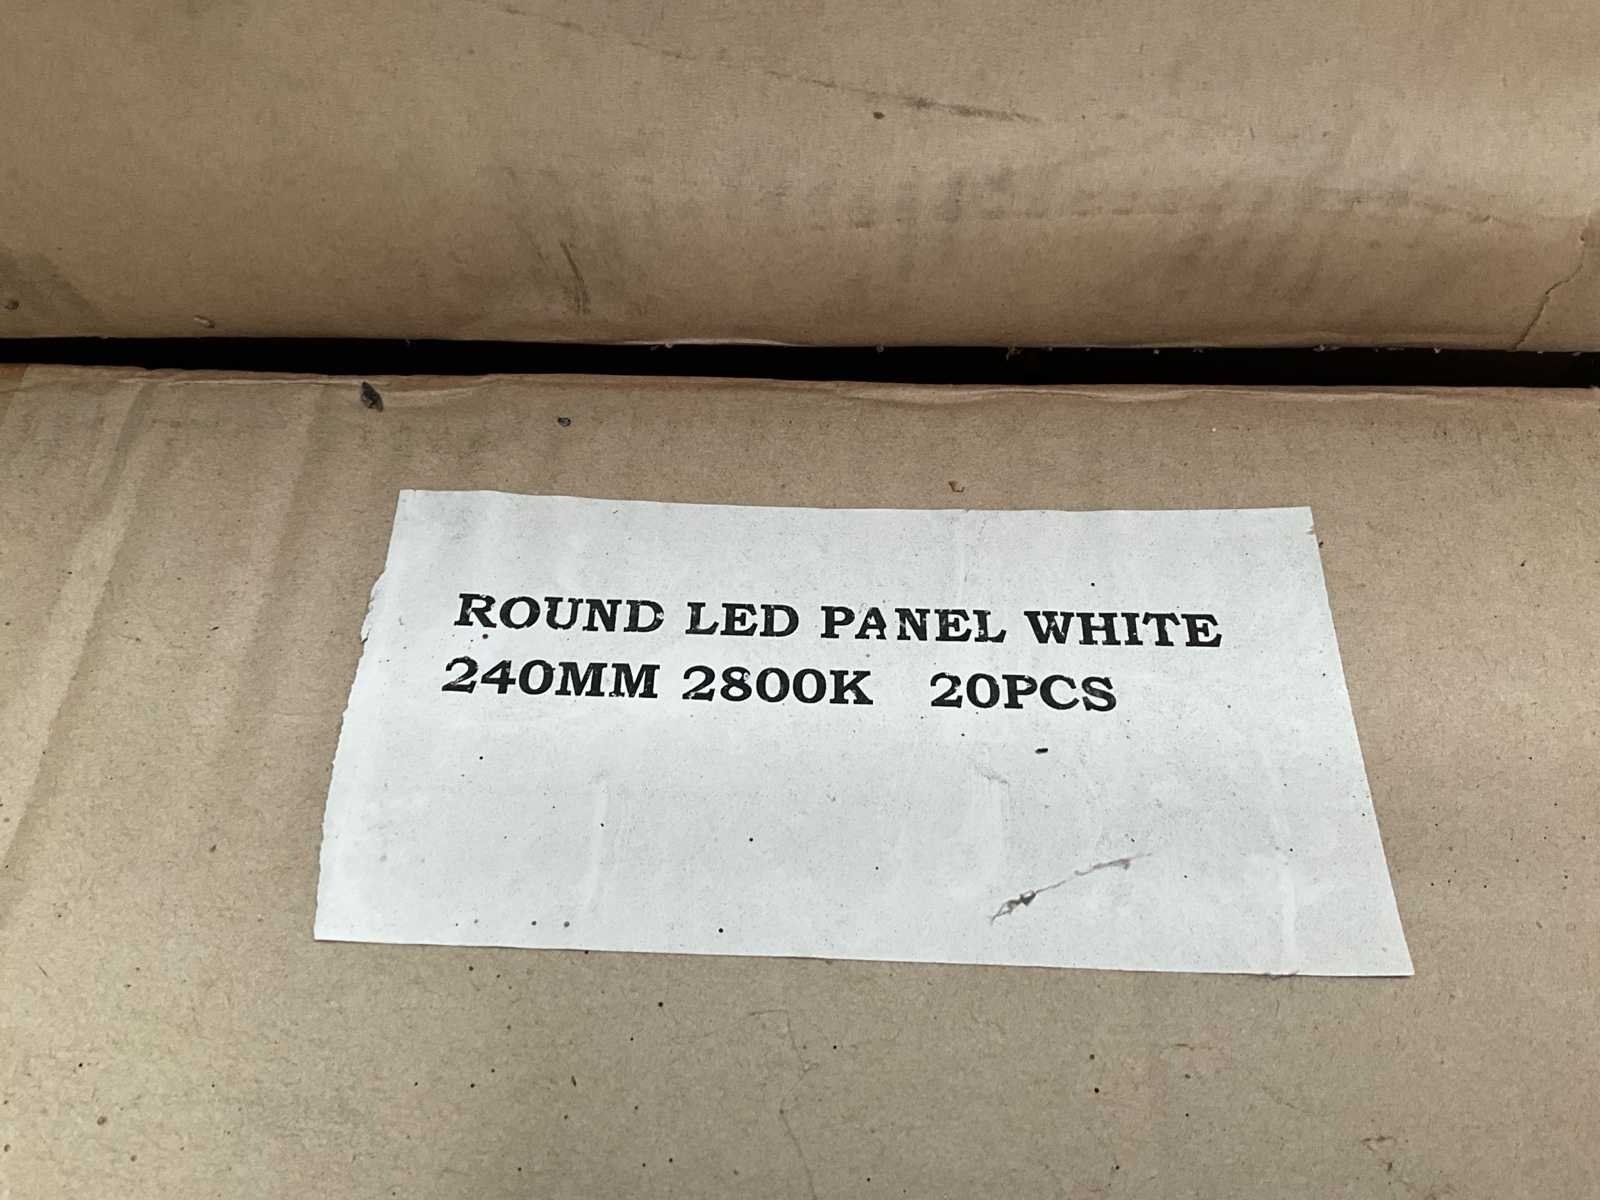 ROUND LED PANEL WHITE
240MM 2800K 20PCS